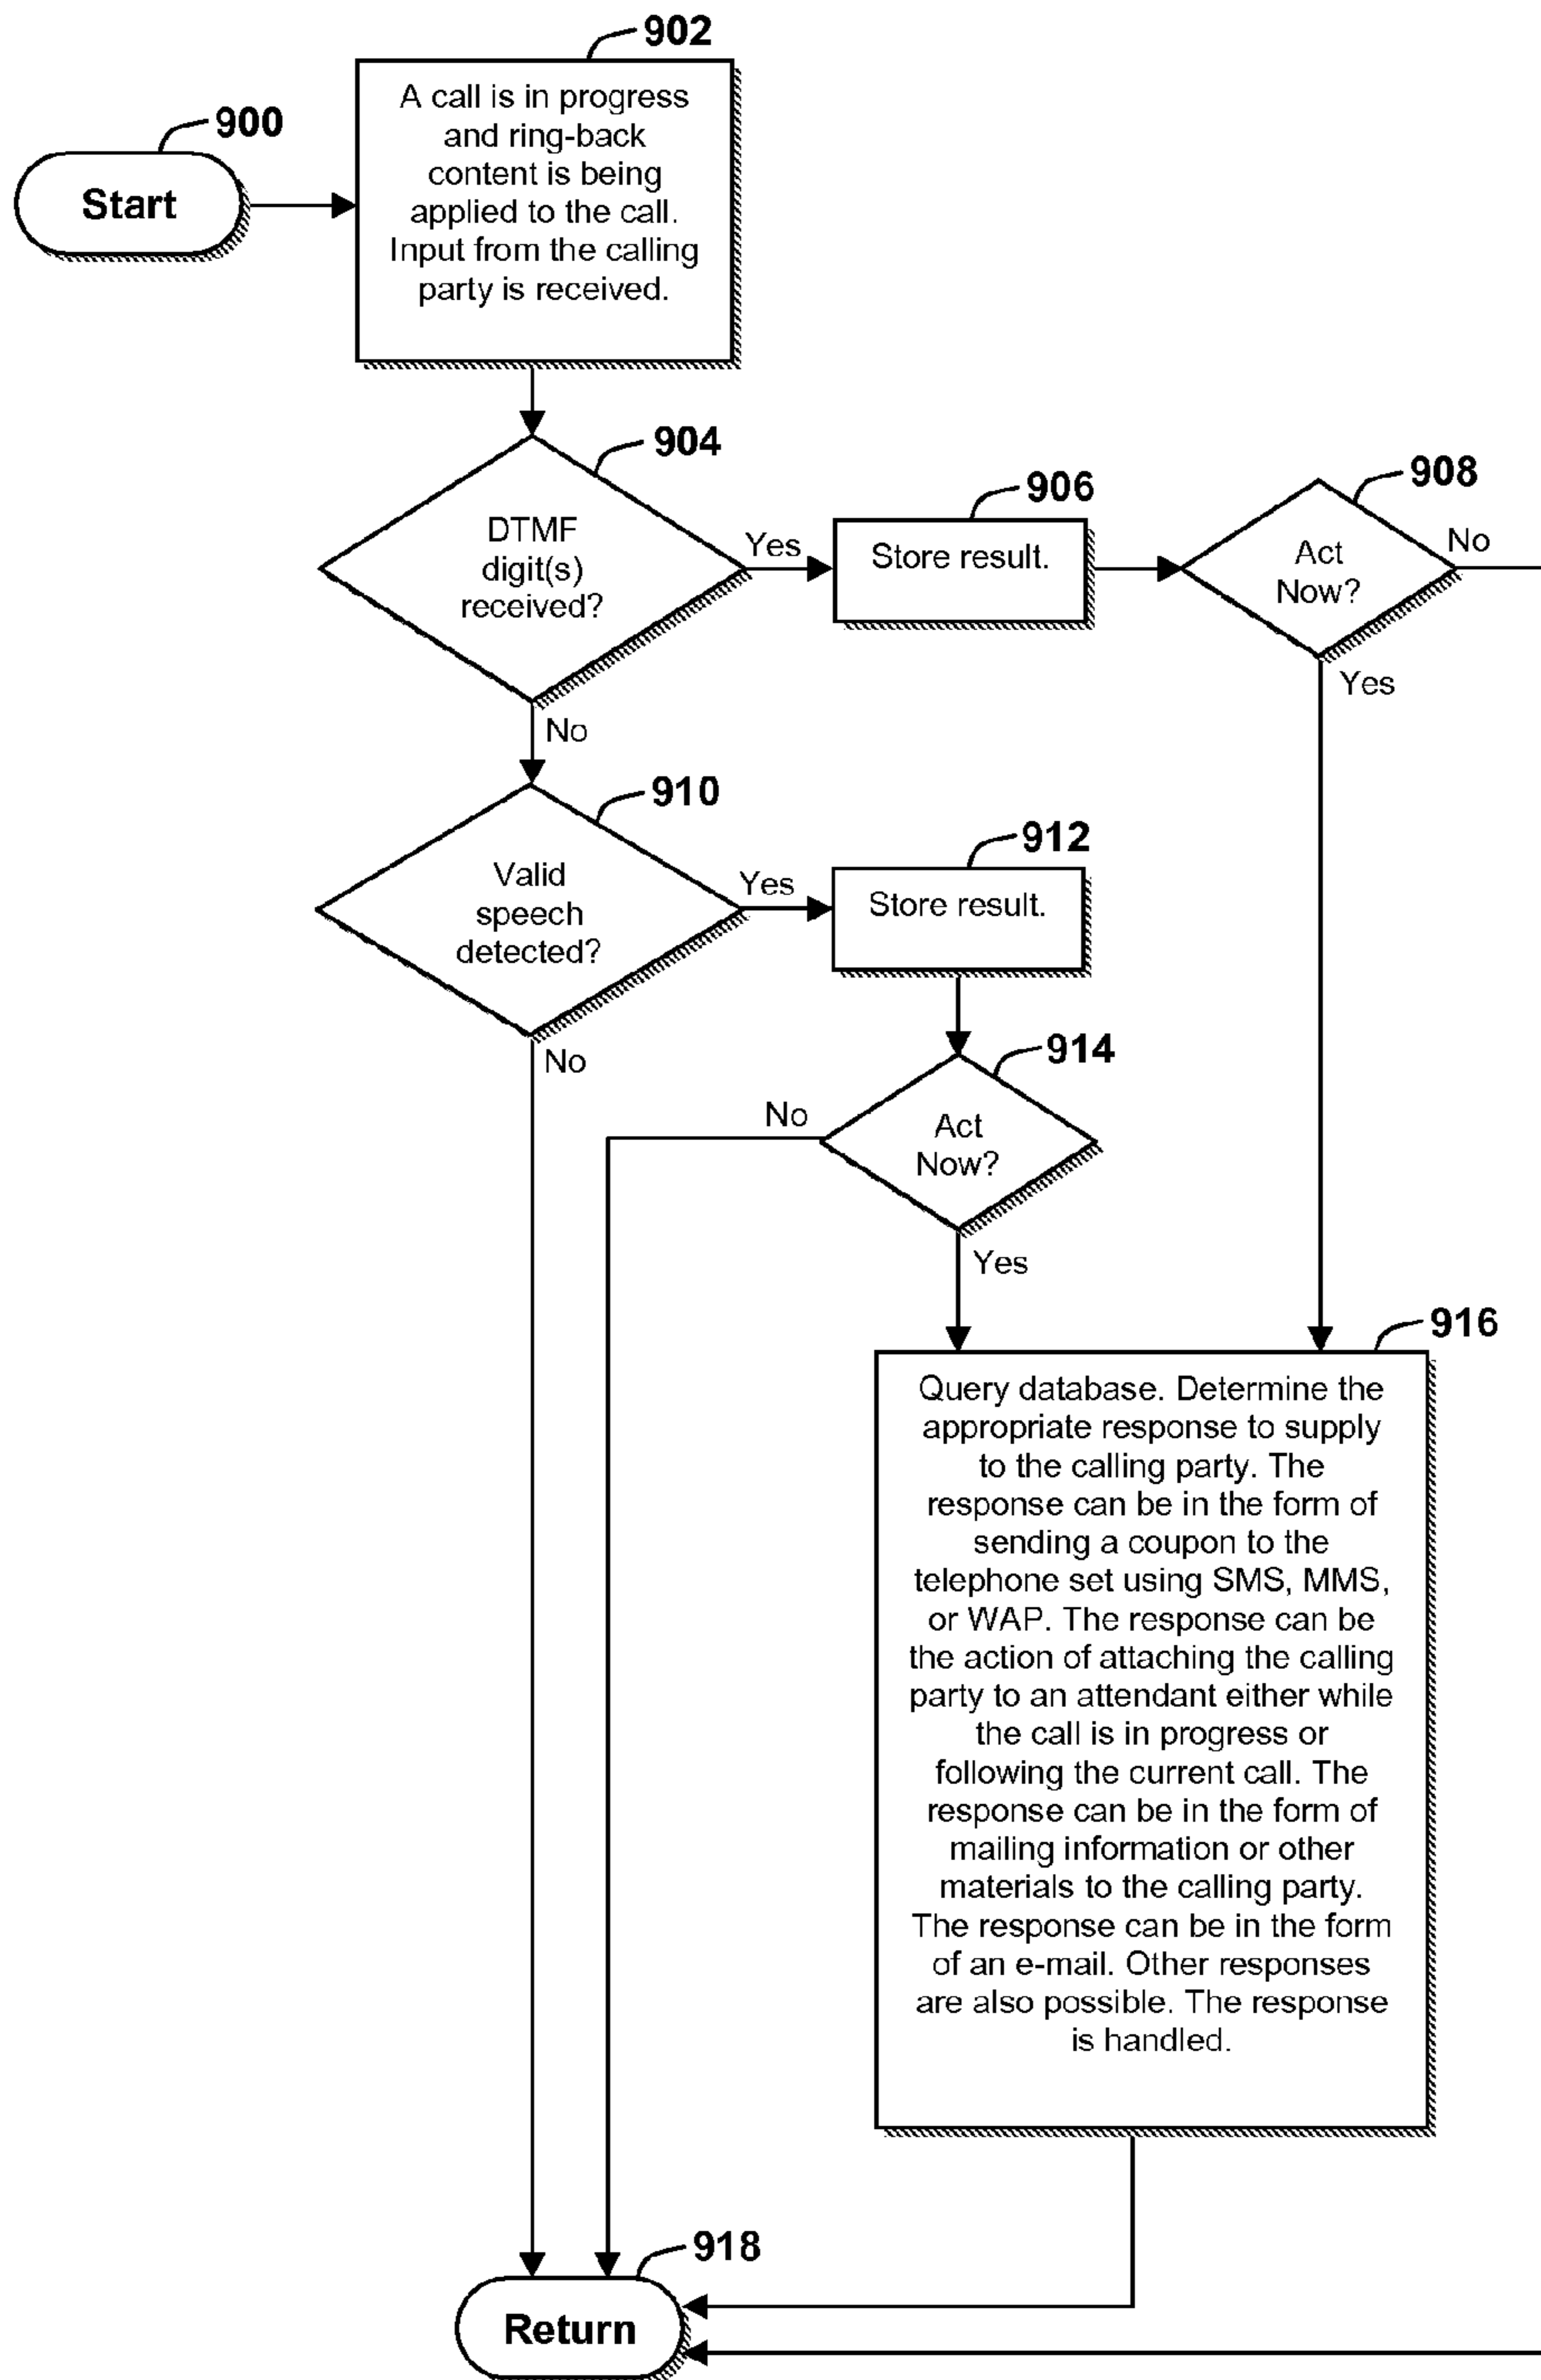 902
A call is in progress
and ring-back
content is being
applied to the call.
Input from the calling
party is received.
900
Start
904
DTMF
digit(s)
received?
Yes
906
Store result.
908
Act
Now?
No
Yes
No
910
Valid
speech
detected?
Yes
912
Store result.
No
914
Act
Now?
No
Yes
916
Query database. Determine the
appropriate response to supply
to the calling party. The
response can be in the form of
sending a coupon to the
telephone set using SMS, MMS,
or WAP. The response can be
the action of attaching the calling
party to an attendant either while
the call is in progress or
following the current call. The
response can be in the form of
mailing information or other
materials to the calling party.
The response can be in the form
of an e-mail. Other responses
are also possible. The response
is handled.
918
Return